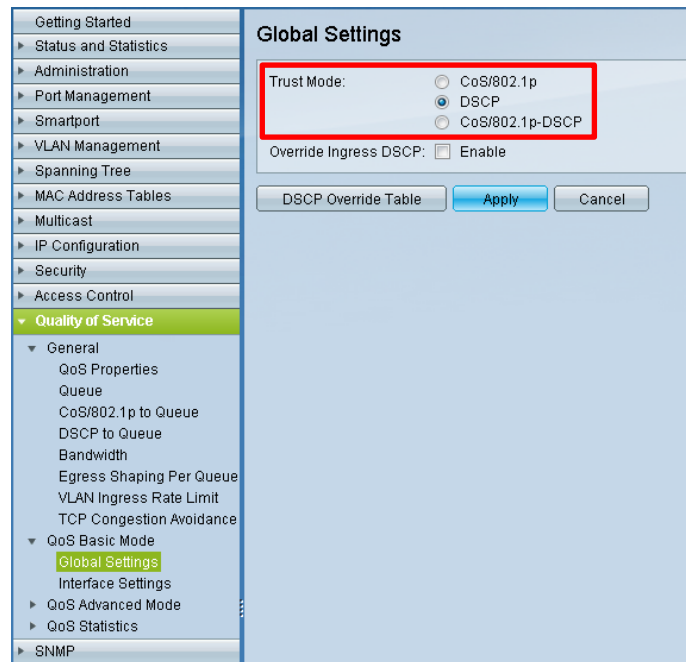 Getting Started
Status and Statistics
Administration
Port Management
Smartport
VLAN Management
Spanning Tree
MAC Address Tables
Multicast
IP Configuration
Security
Access Control
Quality of Service
General
QoS Properties
Queue
CoS/802.1p to Queue
DSCP to Queue
Bandwidth
Egress Shaping Per Queue
VLAN Ingress Rate Limit
TCP Congestion Avoidance
QoS Basic Mode
Global Settings
Interface Settings
QoS Advanced Mode
QoS Statistics
SNMP
Global Settings
Trust Mode: CoS/802.1p
DSCP
CoS/802.1p-DSCP
Override Ingress DSCP: Enable
DSCP Override Table Apply Cancel